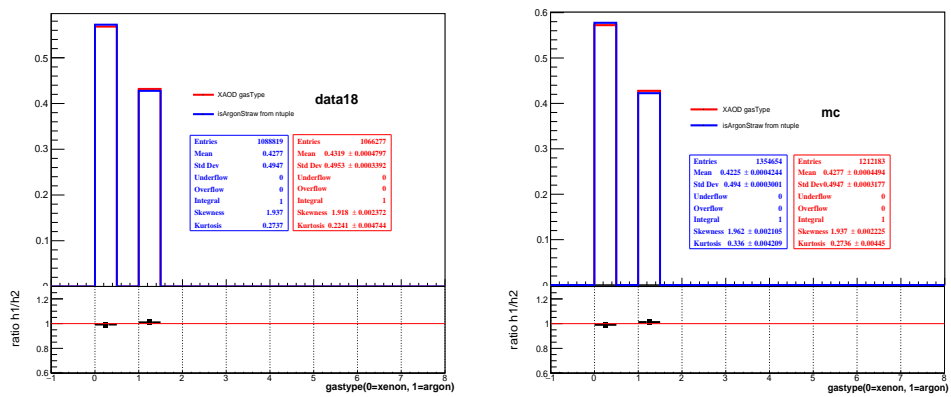 0.5
0.4
0.3
0.2
0.1
0
XAOD gasType
isArgonStraw from ntuple
data18
Entries 1088819
Mean 0.4277
Std Dev 0.4947
Underflow 0
Overflow 0
Integral 1
Skewness 1.937
Kurtosis 0.2737
Entries 1066277
Mean 0.4319 ± 0.0004797
Std Dev 0.4953 ± 0.0003392
Underflow 0
Overflow 0
Integral 1
Skewness 1.918 ± 0.002372
Kurtosis 0.2241 ± 0.004744
ratio h1/h2
1.2
1
0.8
0.6
−1 0 1 2 3 4 5 6 7 8
gastype(0=xenon, 1=argon)
0.6
0.5
0.4
0.3
0.2
0.1
0
XAOD gasType
isArgonStraw from ntuple
mc
Entries 1354654
Mean 0.4225 ± 0.0004244
Std Dev 0.494 ± 0.0003001
Underflow 0
Overflow 0
Integral 1
Skewness 1.962 ± 0.002105
Kurtosis 0.336 ± 0.004209
Entries 1212183
Mean 0.4277 ± 0.0004494
Std Dev 0.4947 ± 0.0003177
Underflow 0
Overflow 0
Integral 1
Skewness 1.937 ± 0.002225
Kurtosis 0.2736 ± 0.00445
ratio h1/h2
1.2
1
0.8
0.6
−1 0 1 2 3 4 5 6 7 8
gastype(0=xenon, 1=argon)